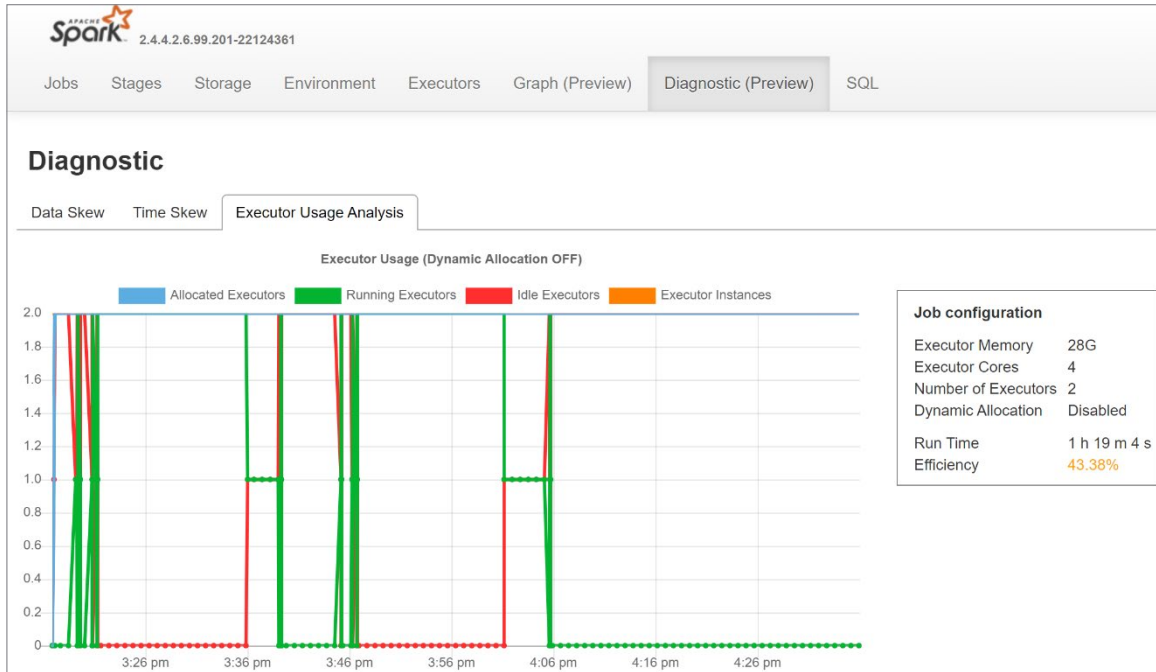 APACHE
Spark 2.4.4.2.6.99.201-22124361
Jobs Stages Storage Environment Executors Graph (Preview) Diagnostic (Preview) SQL
Diagnostic
Data Skew Time Skew Executor Usage Analysis
Executor Usage (Dynamic Allocation OFF)
Allocated Executors Running Executors Idle Executors Executor Instances
2.0
1.8
1.6
1.4
1.2
1.0
0.8
0.6
0.4
0.2
0
3:26 pm 3:36 pm 3:46 pm 3:56 pm 4:06 pm 4:16 pm 4:26 pm
Job configuration
Executor Memory 28G
Executor Cores 4
Number of Executors 2
Dynamic Allocation Disabled
Run Time 1 h 19 m 4 s
Efficiency 43.38%